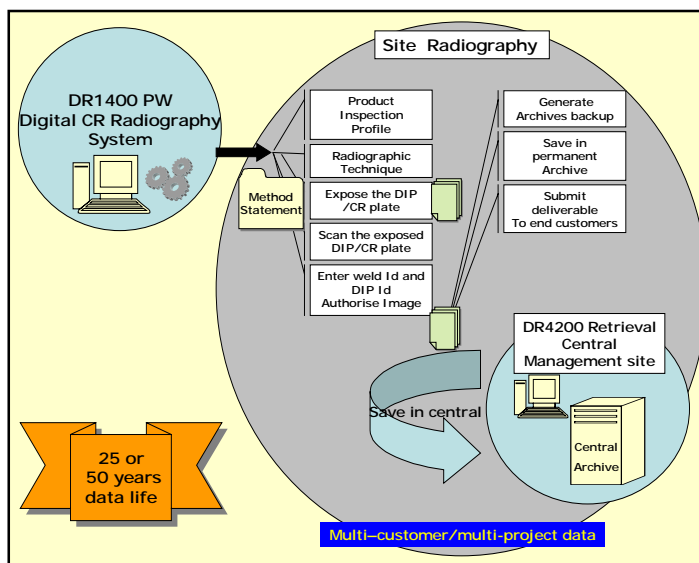 Site Radiography
DR1400 PW
Digital CR Radiography
System
Product
Inspection
Profile
Radiographic
Technique
Method
Statement
Expose the DIP
/CR plate
Scan the exposed
DIP/CR plate
Enter weld Id and
DIP Id
Authorise Image
Generate
Archives backup
Save in
permanent
Archive
Submit
deliverable
To end customers
DR4200 Retrieval
Central
Management site
Save in central
Central
Archive
25 or
50 years
data life
Multi–customer/multi-project data